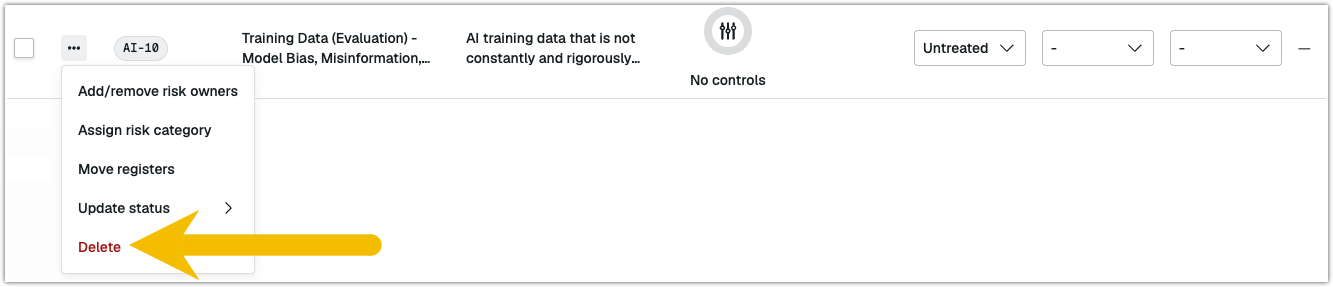 AI-10
Training Data (Evaluation) -
Model Bias, Misinformation,...
AI training data that is not
constantly and rigorously...
No controls
Untreated
-
-
—
Add/remove risk owners
Assign risk category
Move registers
Update status
Delete